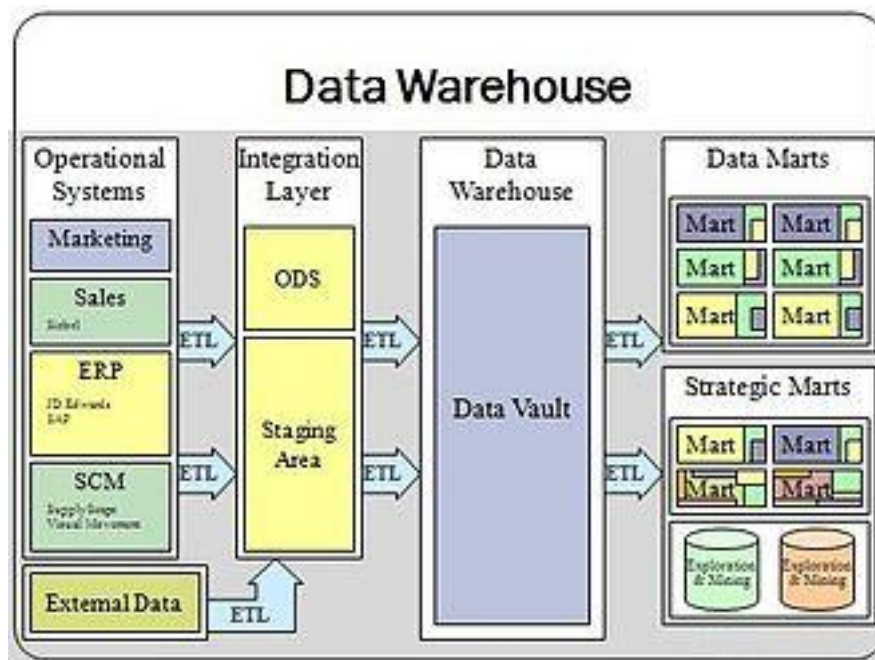 Data Warehouse
Operational
Systems
Marketing
Sales
Siebel
ERP
JD Edwards
SAP
SCM
Visual Movement
External Data
ETL
ETL
ETL
Integration
Layer
ODS
Staging
Area
ETL
ETL
Data
Warehouse
Data Vault
ETL
ETL
Data Marts
Mart Mart
Mart Mart
Mart Mart
Strategic Marts
Mart Mart
Mart Mart
Exploration
& Mining
Exploration
& Mining